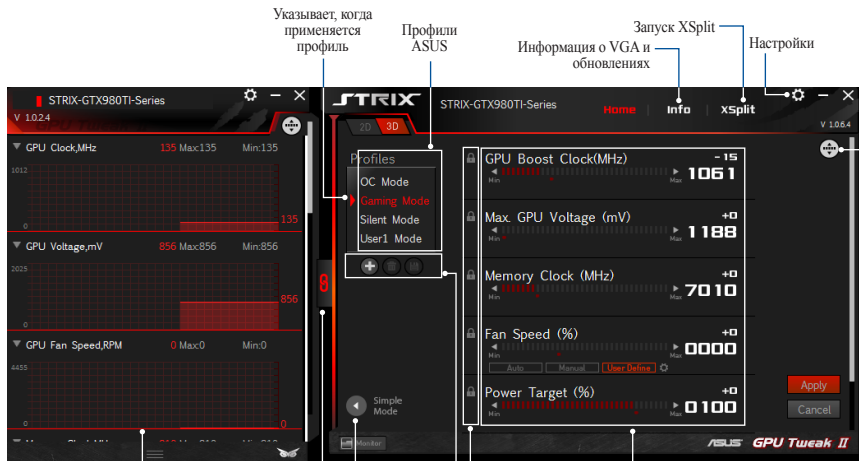 Указывает, когда
применяется
профиль
Профили
ASUS
Информация о VGA и
обновлениях
Запуск XSplit
Настройки
STRIX-GTX980TI-Series
V 1.0.2.4
GPU Clock,MHz 135 Max:135 Min:135
1012
135
0
GPU Voltage,mV 856 Max:856 Min:856
2025
856
0
GPU Fan Speed,RPM 0 Max:0 Min:0
4455
0
0
STRIX STRIX-GTX980TI-Series Home Info XSplit
V 1.0.6.4
2D 3D
Profiles
OC Mode
Gaming Mode
Silent Mode
User1 Mode
GPU Boost Clock(MHz) -15
Min Max 1061
Max. GPU Voltage (mV) +0
Min Max 1188
Memory Clock (MHz) +0
Min Max 7010
Fan Speed (%) +0
Min Max 0000
Auto Manual User Define
Power Target (%) +0
Min Max 0100
Simple
Mode
Apply
Cancel
Monitor
ASUS GPU Tweak II